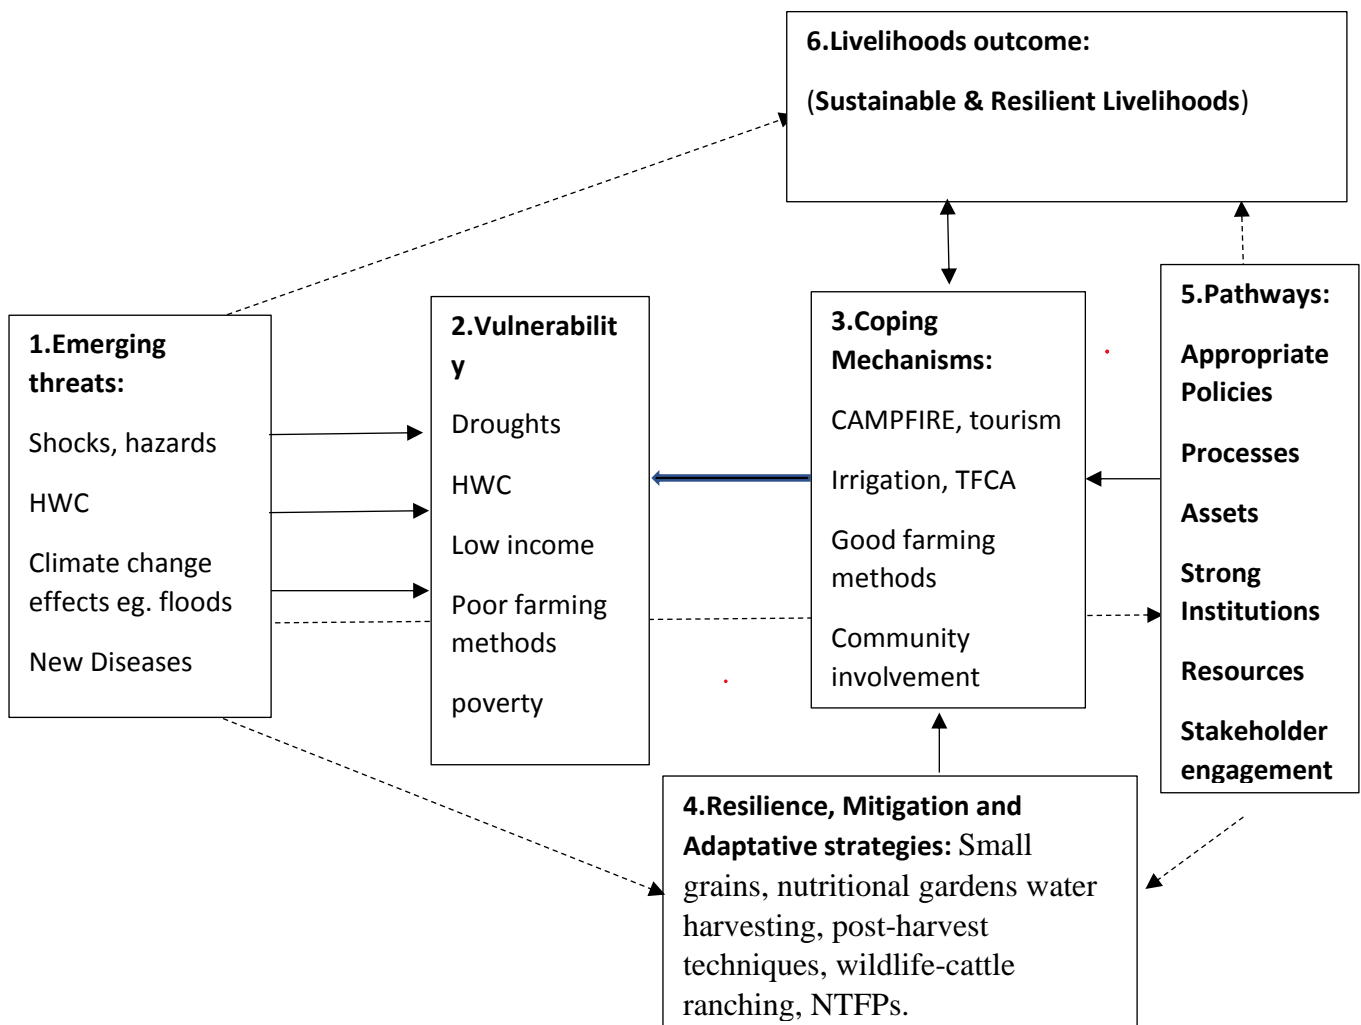 6.Livelihoods outcome:
(Sustainable & Resilient Livelihoods)
1.Emerging
threats:
Shocks, hazards
HWC
Climate change
effects eg. floods
New Diseases
2.Vulnerabilit
y
Droughts
HWC
Low income
Poor farming
methods
poverty
3.Coping
Mechanisms:
CAMPFIRE, tourism
Irrigation, TFCA
Good farming
methods
Community
involvement
5.Pathways:
Appropriate
Policies
Processes
Assets
Strong
Institutions
Resources
Stakeholder
engagement
4.Resilience, Mitigation and
Adaptative strategies: Small
grains, nutritional gardens water
harvesting, post-harvest
techniques, wildlife-cattle
ranching, NTFPs.